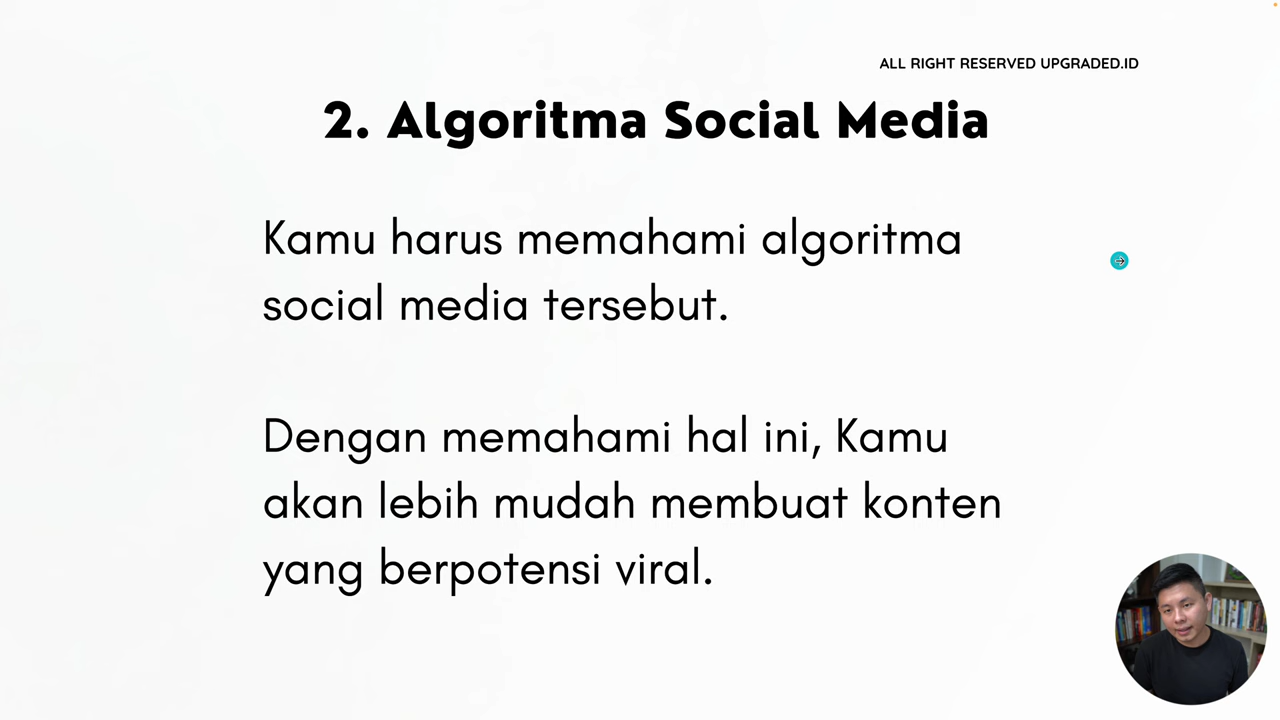 ALL RIGHT RESERVED UPGRADED.ID
2. Algoritma Social Media
Kamu harus memahami algoritma
social media tersebut.
Dengan memahami hal ini, Kamu
akan lebih mudah membuat konten
yang berpotensi viral.